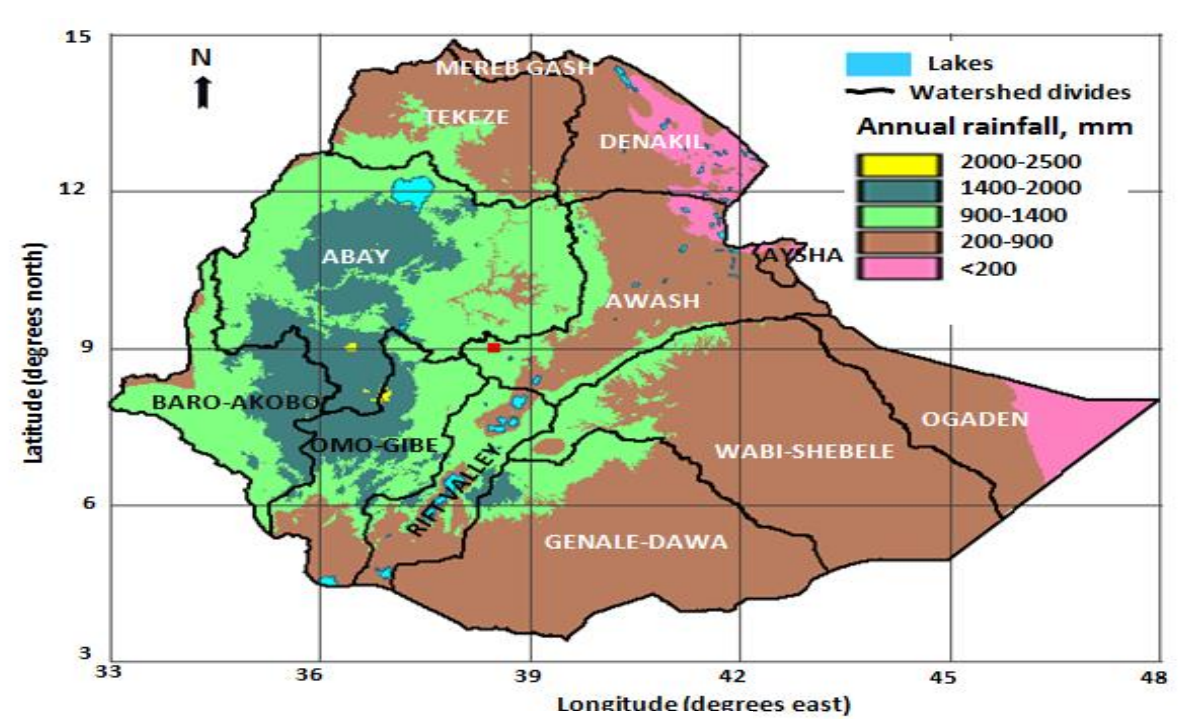 15
12
9
6
3
33
36
39
42
45
48
Latitude (degrees north)
Longitude (degrees east)
N
Lakes
Watershed divides
Annual rainfall, mm
2000-2500
1400-2000
900-1400
200-900
<200
MEREB GASH
TEKEZE
DENAKIL
ABAY
AYSHA
AWASH
BARO-AKOBO
OMO-GIBE
RIFT VALLEY
OGADEN
WABI-SHEBELE
GENALE-DAWA